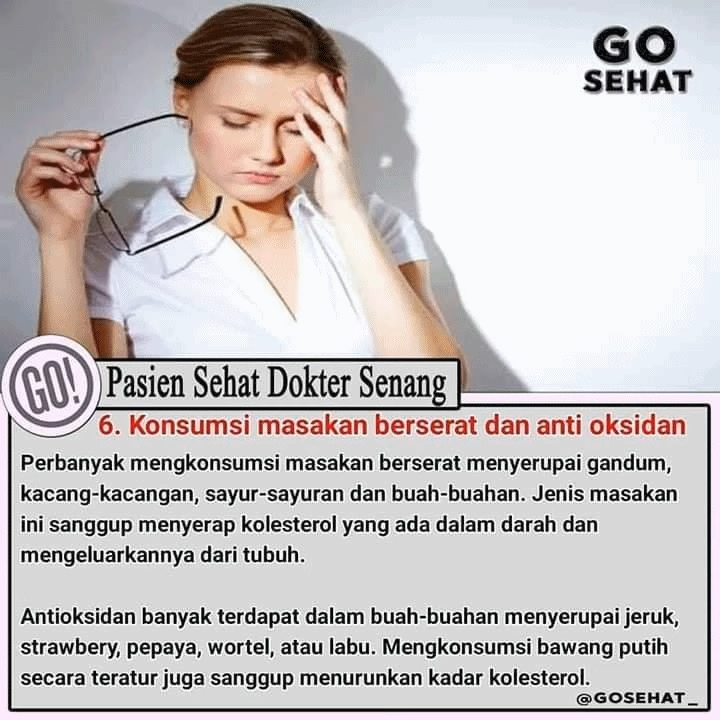 GO
SEHAT
GO!
Pasien Sehat Dokter Senang
6. Konsumsi masakan berserat dan anti oksidan
Perbanyak mengkonsumsi masakan berserat menyerupai gandum,
kacang-kacangan, sayur-sayuran dan buah-buahan. Jenis masakan
ini sanggup menyerap kolesterol yang ada dalam darah dan
mengeluarkannya dari tubuh.
Antioksidan banyak terdapat dalam buah-buahan menyerupai jeruk,
strawbery, pepaya, wortel, atau labu. Mengkonsumsi bawang putih
secara teratur juga sanggup menurunkan kadar kolesterol.
@GOSEHAT_